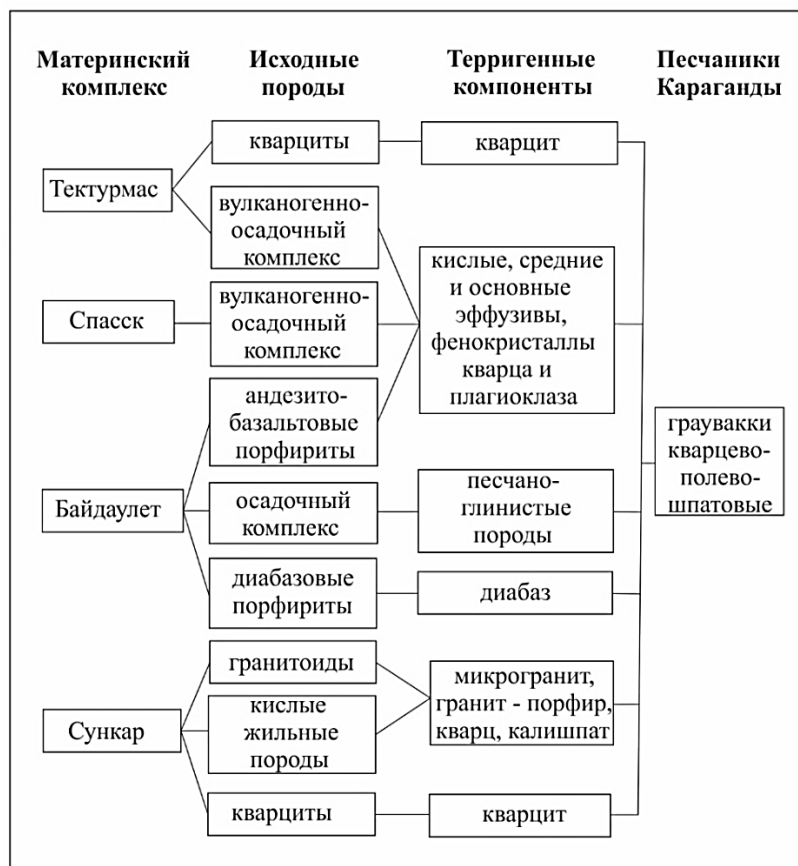 Материнский
комплекс
Исходные
породы
Терригенные
компоненты
Песчаники
Караганды
Тектурмас
кварциты
кварцит
вулканогенно-
осадочный
комплекс
Спасск
вулканогенно-
осадочный
комплекс
кислые, средние
и основные
эффузивы,
фенокристаллы
кварца и
плагиоклаза
Байдаулет
андезито-
базальтовые
порфириты
осадочный
комплекс
песчано-
глинистые
породы
диабазовые
порфириты
диабаз
Сункар
гранитоиды
кислые
жильные
породы
микрогранит,
гранит - порфир,
кварц, калишпат
кварциты
кварцит
граувакки
кварцево-
полево-
шпатовые